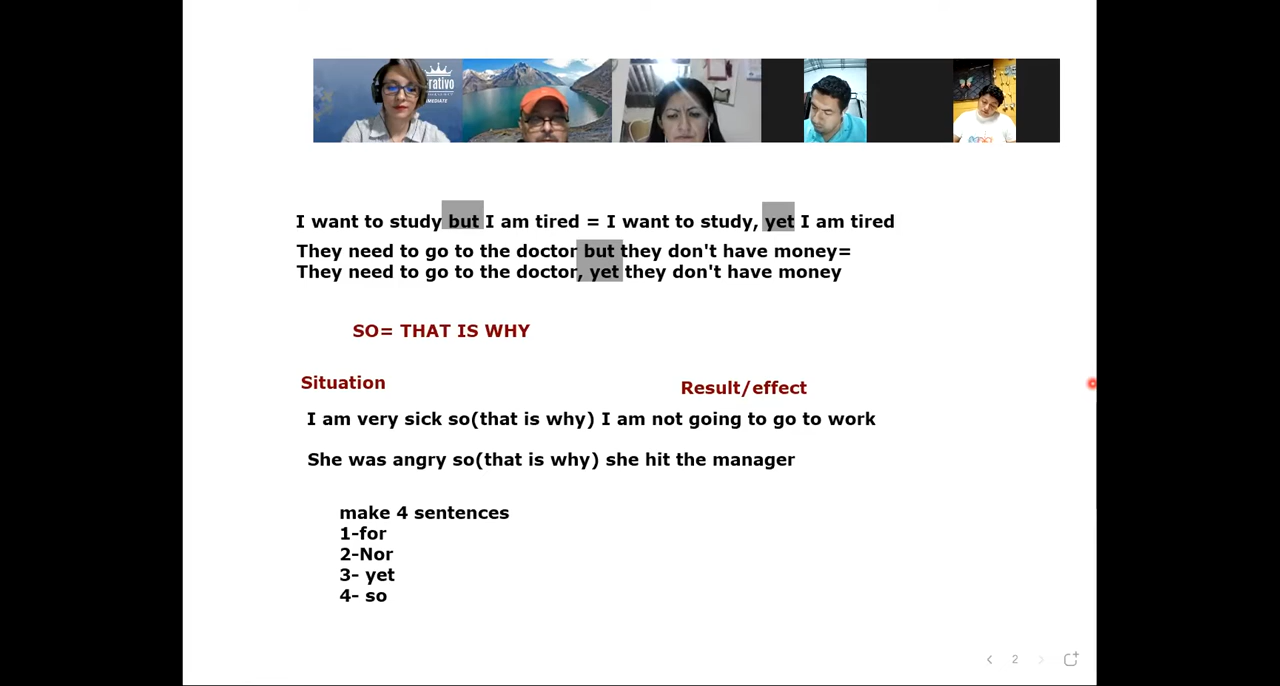 rativo
MEDIATE
I want to study but I am tired = I want to study, yet I am tired
They need to go to the doctor but they don't have money=
They need to go to the doctor, yet they don't have money
SO= THAT IS WHY
Situation
Result/effect
I am very sick so(that is why) I am not going to go to work
She was angry so(that is why) she hit the manager
make 4 sentences
1-for
2-Nor
3- yet
4- so
2